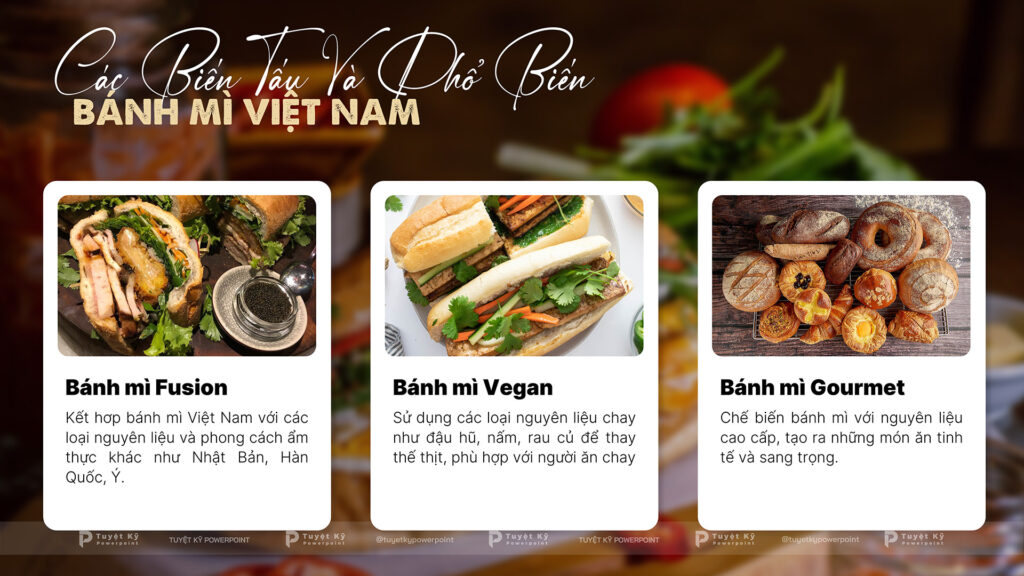 Các Biến Tấu Và Phổ Biến
BÁNH MÌ VIỆT NAM
Bánh mì Fusion
Kết hợp bánh mì Việt Nam với các
loại nguyên liệu và phong cách ẩm
thực khác như Nhật Bản, Hàn
Quốc, Ý.
Bánh mì Vegan
Sử dụng các loại nguyên liệu chay
như đậu hũ, nấm, rau củ để thay
thế thịt, phù hợp với người ăn chay
Bánh mì Gourmet
Chế biến bánh mì với nguyên liệu
cao cấp, tạo ra những món ăn tinh
tế và sang trọng.
Tuyệt Kỹ
Powerpoint
TUYỆT KỸ POWERPOINT
Tuyệt Kỹ
Powerpoint
@tuyetkypowerpoint
Tuyệt Kỹ
Powerpoint
TUYỆT KỸ POWERPOINT
Tuyệt Kỹ
Powerpoint
@tuyetkypowerpoint
Tuyệt Kỹ
Powerpoint